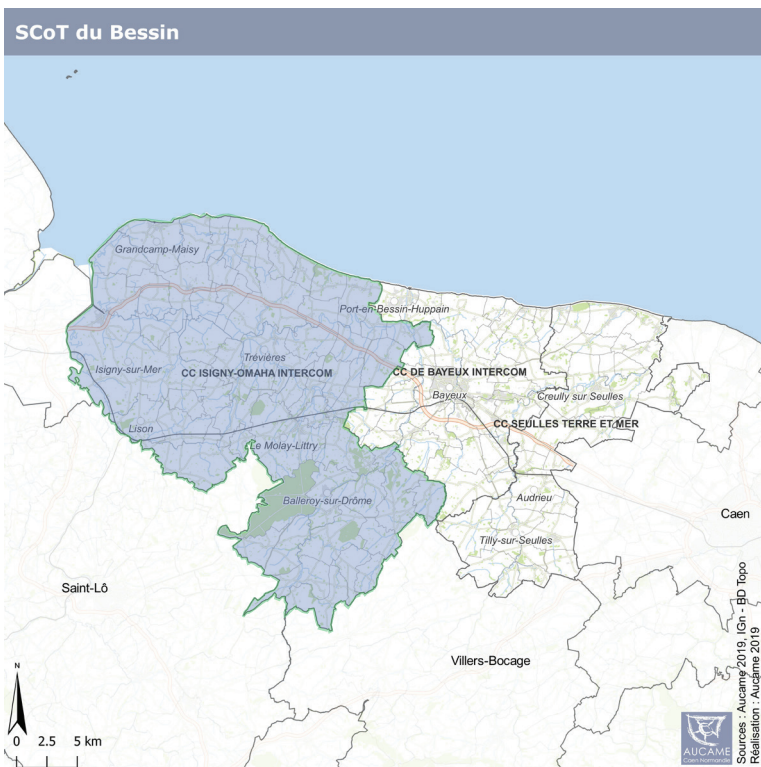 SCoT du Bessin
Grandcamp-Maisy
Port-en-Bessin-Huppain
Trévières
Isigny-sur-Mer
CC ISIGNY-OMAHA INTERCOM
CC DE BAYEUX INTERCOM
Bayeux
Creully sur Seulles
CC SEULLES TERRE ET MER
Lison
Le Molay-Littry
Balleroy-sur-Drôme
Audrieu
Caen
Tilly-sur-Seulles
Saint-Lô
Villers-Bocage
N
0 2.5 5 km
AUCAME
Caen Normandie
Sources : Aucame 2019, IGn - BD Topo
Réalisation : Aucame 2019